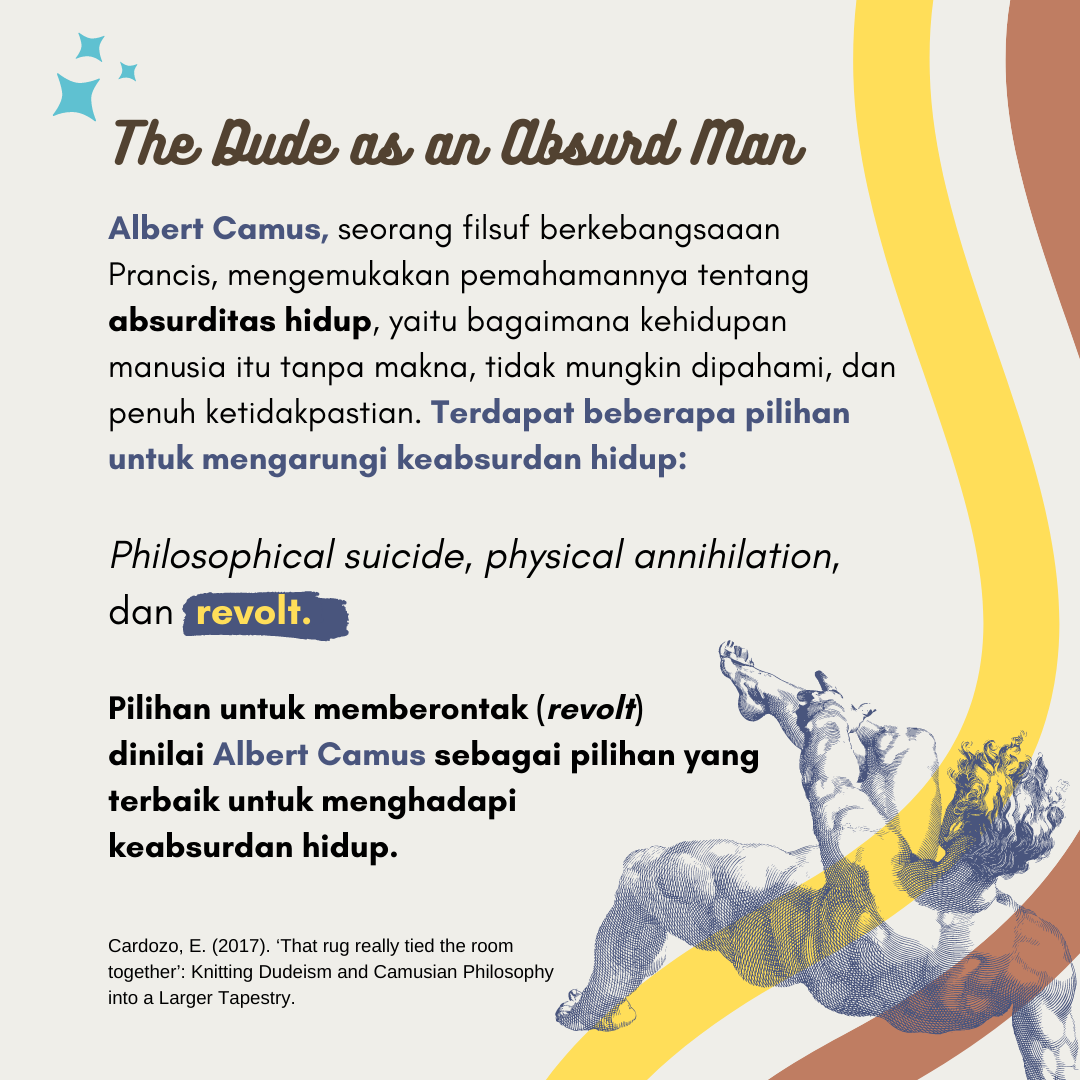 The Dude as an Absurd Man
Albert Camus, seorang filsuf berkebangsaaan
Prancis, mengemukakan pemahamannya tentang
absurditas hidup, yaitu bagaimana kehidupan
manusia itu tanpa makna, tidak mungkin dipahami, dan
penuh ketidakpastian. Terdapat beberapa pilihan
untuk mengarungi keabsurdan hidup:
Philosophical suicide, physical annihilation,
dan revolt.
Pilihan untuk memberontak (revolt)
dinilai Albert Camus sebagai pilihan yang
terbaik untuk menghadapi
keabsurdan hidup.
Cardozo, E. (2017). ‘That rug really tied the room
together’: Knitting Dudeism and Camusian Philosophy
into a Larger Tapestry.